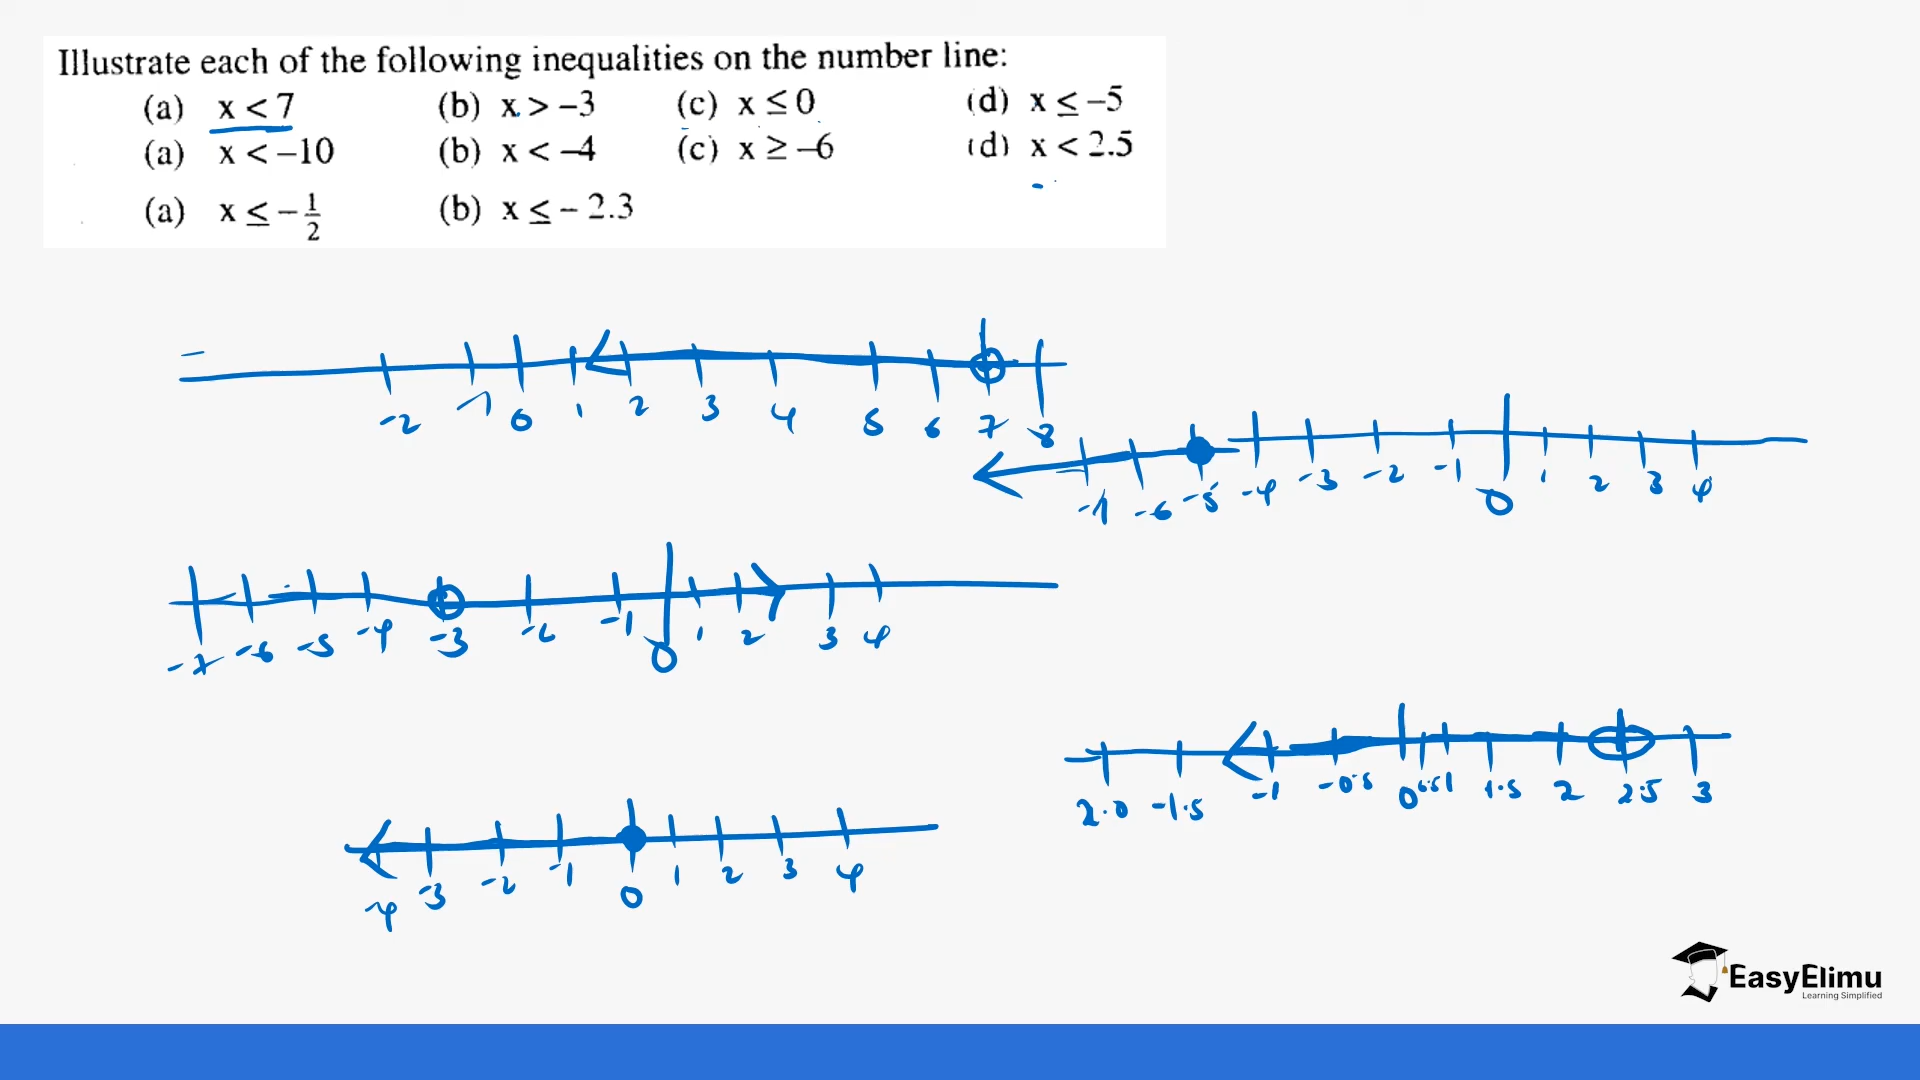 Illustrate each of the following inequalities on the number line:
(a) x < 7 (b) x > –3 (c) x ≤ 0 (d) x ≤ –5
(a) x < –10 (b) x < –4 (c) x ≥ –6 (d) x < 2.5
(a) x ≤ –1/2 (b) x ≤ – 2.3
-2 -1 0 1 2 3 4 5 6 7 8
-6 -5 -4 -3 -2 -1 0 1 2 3 4
-7 -6 -5 -4 -3 -1 0 1 2 3 4
2.0 -1.5 -1 -0.5 0 1 1.5 2 2.5 3
-4 -3 -2 -1 0 1 2 3 4
EasyElimu
Learning Simplified